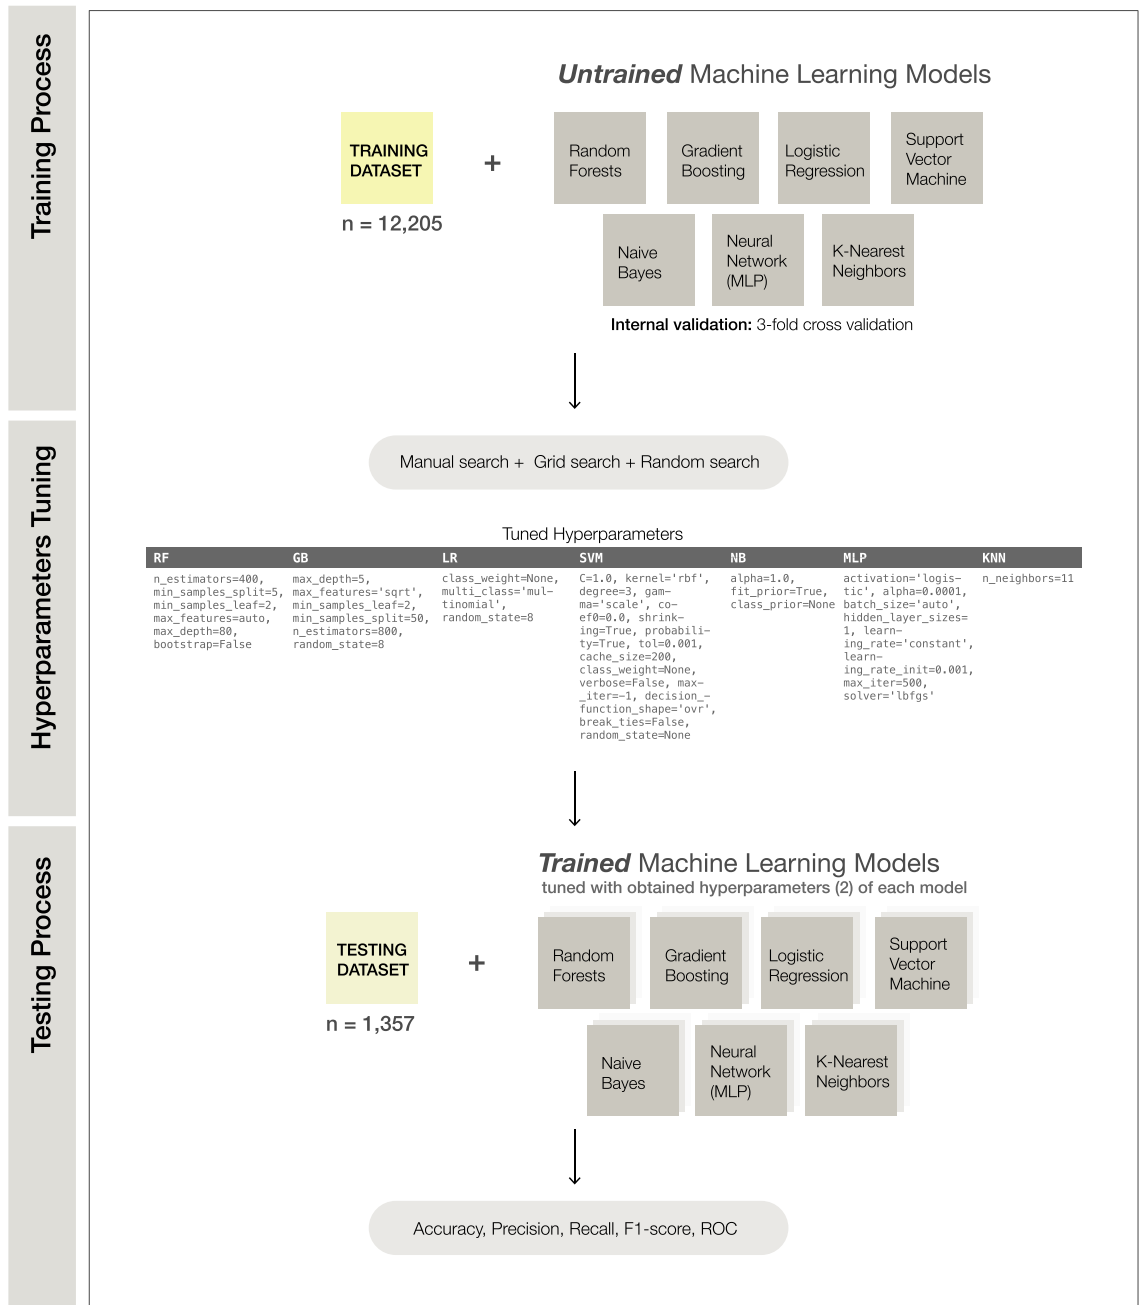 Training Process
Untrained Machine Learning Models
TRAINING
DATASET
+
n = 12,205
Random
Forests
Gradient
Boosting
Logistic
Regression
Support
Vector
Machine
Naive
Bayes
Neural
Network
(MLP)
K-Nearest
Neighbors
Internal validation: 3-fold cross validation
Hyperparameters Tuning
Manual search + Grid search + Random search
Tuned Hyperparameters
RF
n_estimators=400,
min_samples_split=5,
min_samples_leaf=2,
max_features=auto,
max_depth=80,
bootstrap=False
GB
max_depth=5,
max_features='sqrt',
min_samples_leaf=2,
min_samples_split=50,
n_estimators=800,
random_state=8
LR
class_weight=None,
multi_class='mul-
tinomial',
random_state=8
SVM
C=1.0, kernel='rbf',
degree=3, gam-
ma='scale', co-
ef0=0.0, shrink-
ing=True, probabili-
ty=True, tol=0.001,
cache_size=200,
class_weight=None,
verbose=False, max-
_iter=-1, decision_-
function_shape='ovr',
break_ties=False,
random_state=None
NB
alpha=1.0,
fit_prior=True,
class_prior=None
MLP
activation='logis-
tic', alpha=0.0001,
batch_size='auto',
hidden_layer_sizes=
1, learn-
ing_rate='constant',
learn-
ing_rate_init=0.001,
max_iter=500,
solver='lbfgs'
KNN
n_neighbors=11
Testing Process
Trained Machine Learning Models
tuned with obtained hyperparameters (2) of each model
TESTING
DATASET
+
n = 1,357
Random
Forests
Gradient
Boosting
Logistic
Regression
Support
Vector
Machine
Naive
Bayes
Neural
Network
(MLP)
K-Nearest
Neighbors
Accuracy, Precision, Recall, F1-score, ROC